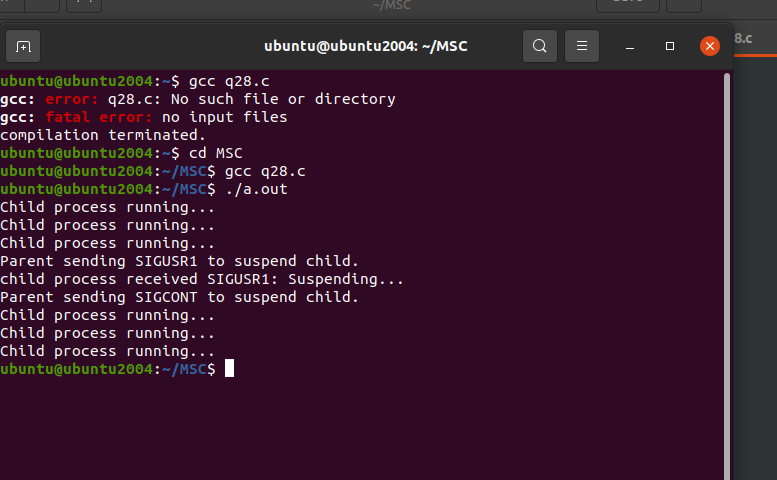 ~/MSC
ubuntu@ubuntu2004: ~/MSC
8.c
ubuntu@ubuntu2004:~$ gcc q28.c
gcc: error: q28.c: No such file or directory
gcc: fatal error: no input files
compilation terminated.
ubuntu@ubuntu2004:~$ cd MSC
ubuntu@ubuntu2004:~/MSC$ gcc q28.c
ubuntu@ubuntu2004:~/MSC$ ./a.out
Child process running...
Child process running...
Child process running...
Parent sending SIGUSR1 to suspend child.
child process received SIGUSR1: Suspending...
Parent sending SIGCONT to suspend child.
Child process running...
Child process running...
Child process running...
ubuntu@ubuntu2004:~/MSC$